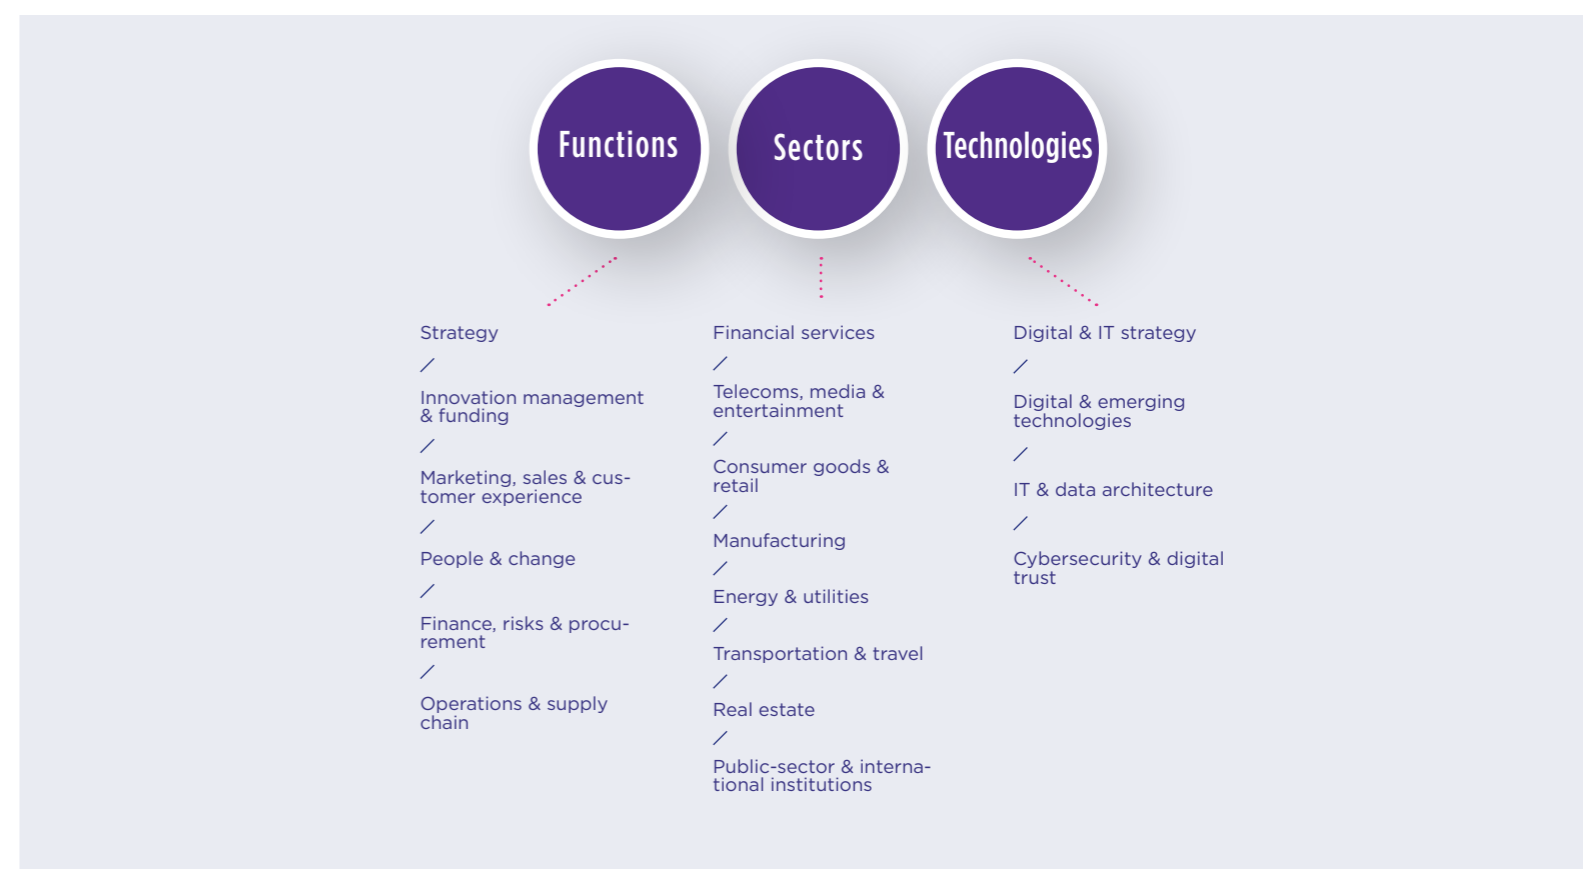 Functions
Sectors
Technologies
Strategy
/
Innovation management
& funding
/
Marketing, sales & cus-
tomer experience
/
People & change
/
Finance, risks & procu-
rement
/
Operations & supply
chain
Financial services
/
Telecoms, media &
entertainment
/
Consumer goods &
retail
/
Manufacturing
/
Energy & utilities
/
Transportation & travel
/
Real estate
/
Public-sector & interna-
tional institutions
Digital & IT strategy
/
Digital & emerging
technologies
/
IT & data architecture
/
Cybersecurity & digital
trust